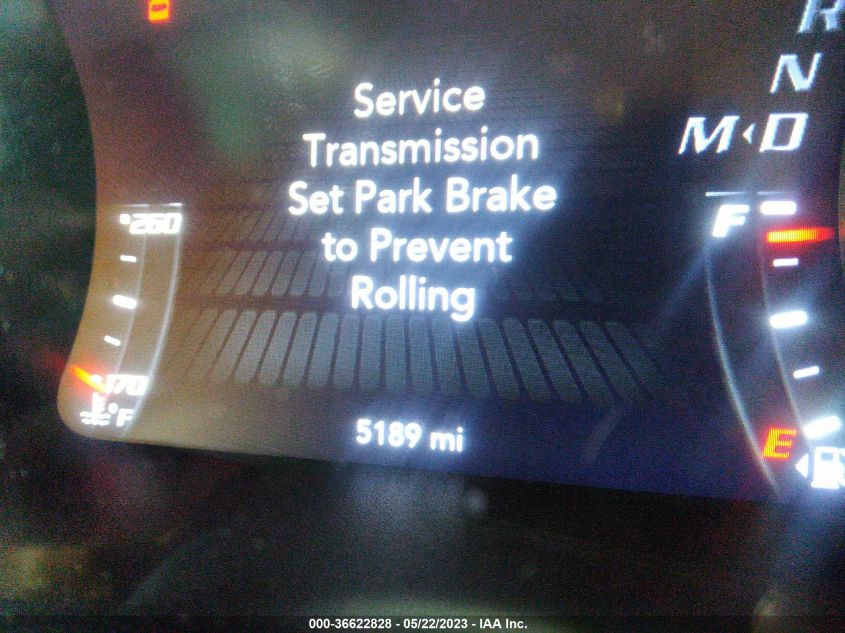 R
N
M D
Service
Transmission
Set Park Brake
to Prevent
Rolling
260
F
170
°F
E
5189 mi
000-36622828 - 05/22/2023 - IAA Inc.